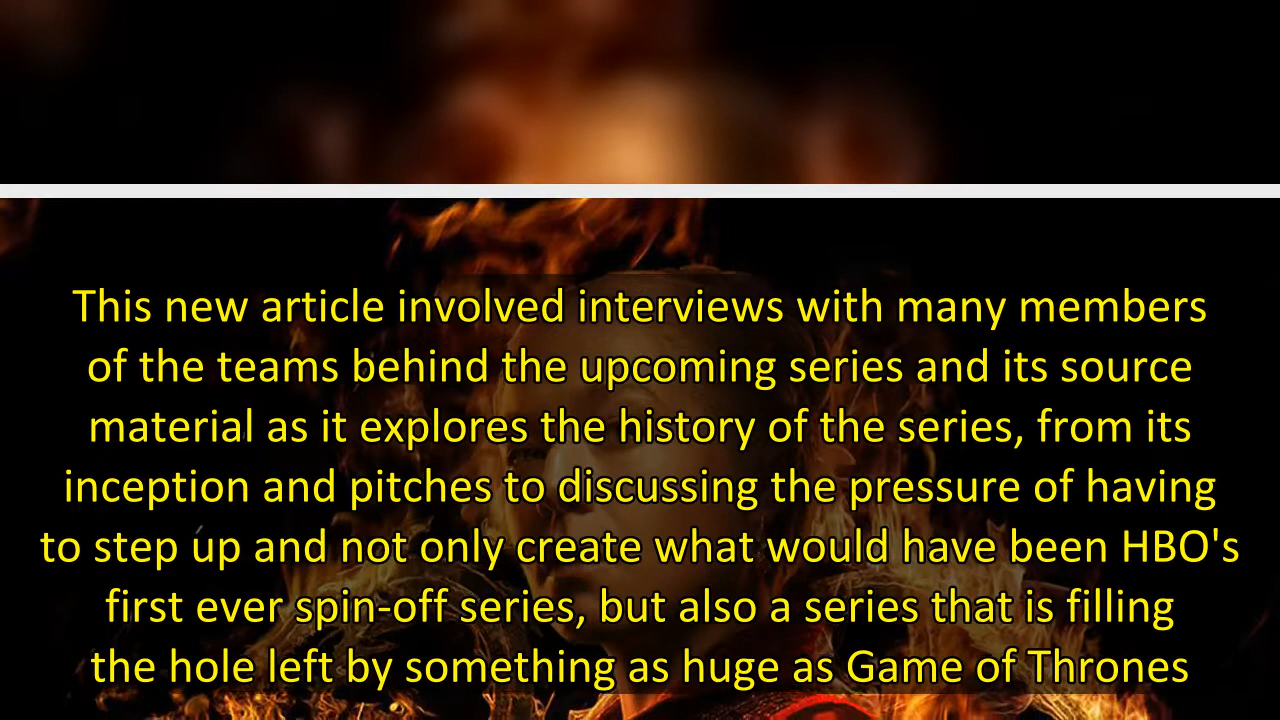 This new article involved interviews with many members
of the teams behind the upcoming series and its source
material as it explores the history of the series, from its
inception and pitches to discussing the pressure of having
to step up and not only create what would have been HBO's
first ever spin-off series, but also a series that is filling
the hole left by something as huge as Game of Thrones